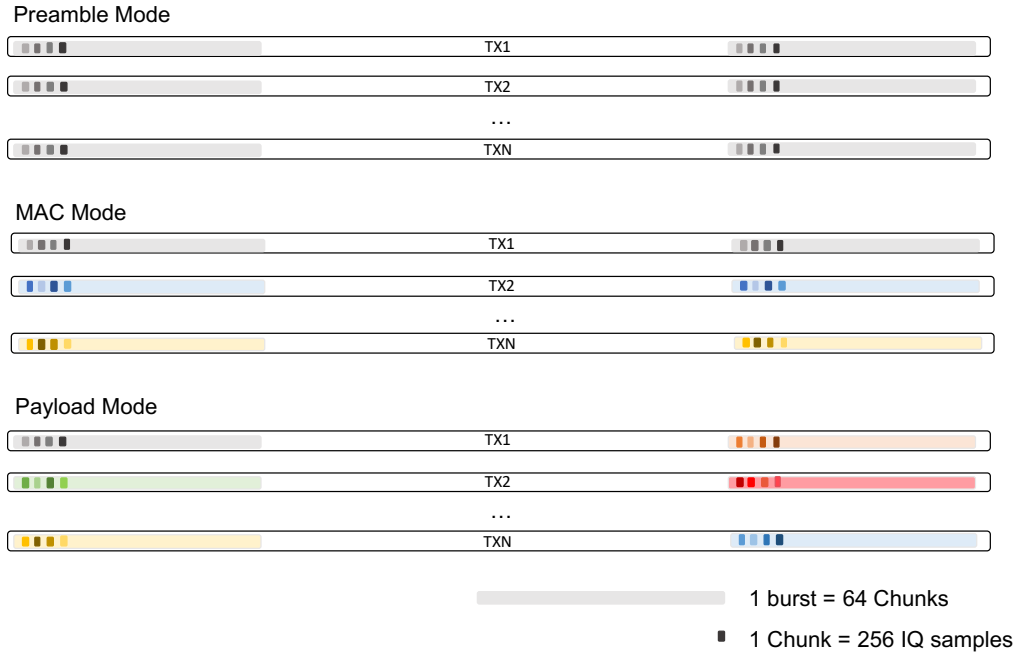 Preamble Mode
TX1
TX2
...
TXN
MAC Mode
TX1
TX2
...
TXN
Payload Mode
TX1
TX2
...
TXN
1 burst = 64 Chunks
1 Chunk = 256 IQ samples